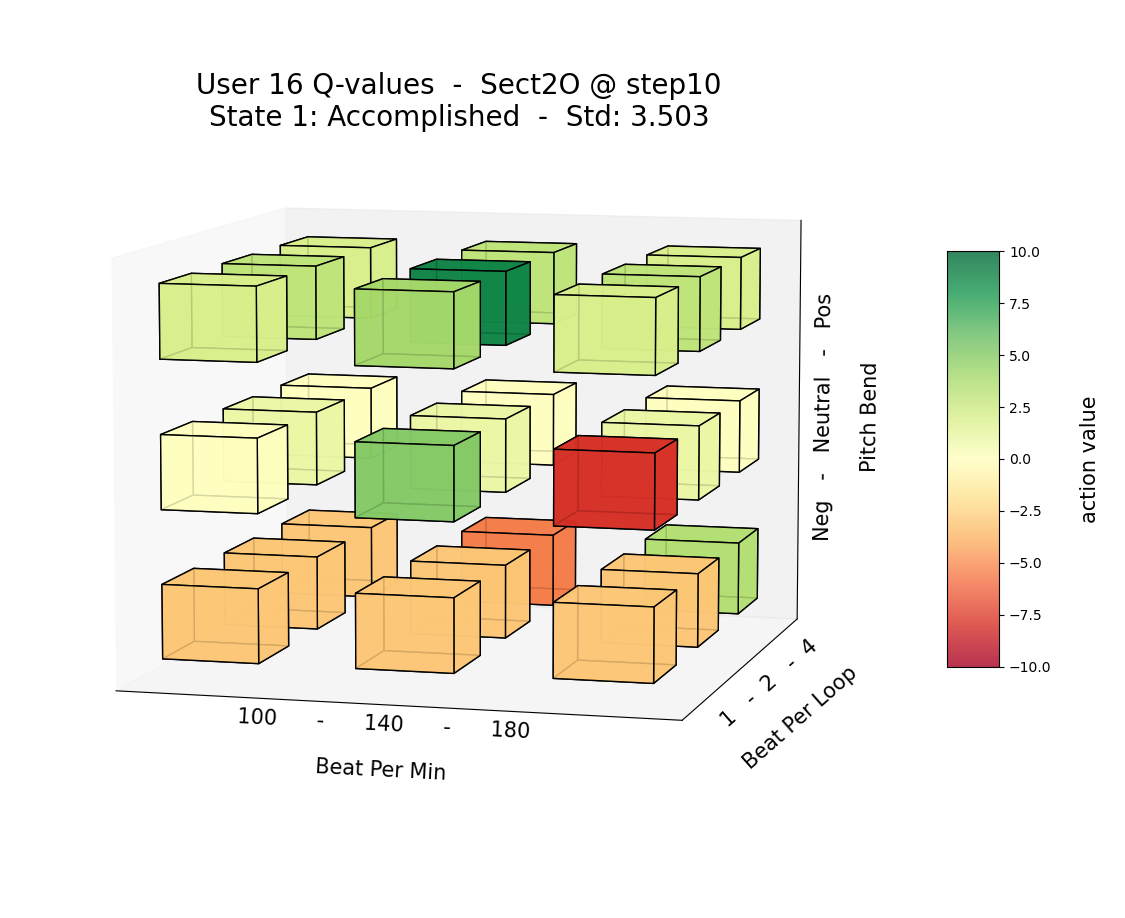 User 16 Q-values  -  Sect2O @ step10
State 1: Accomplished  -  Std: 3.503
Neg   -   Neutral   -   Pos
Pitch Bend
1  -  2  -  4
Beat Per Loop
100      -      140      -      180
Beat Per Min
10.0
7.5
5.0
2.5
0.0
−2.5
−5.0
−7.5
−10.0
action value